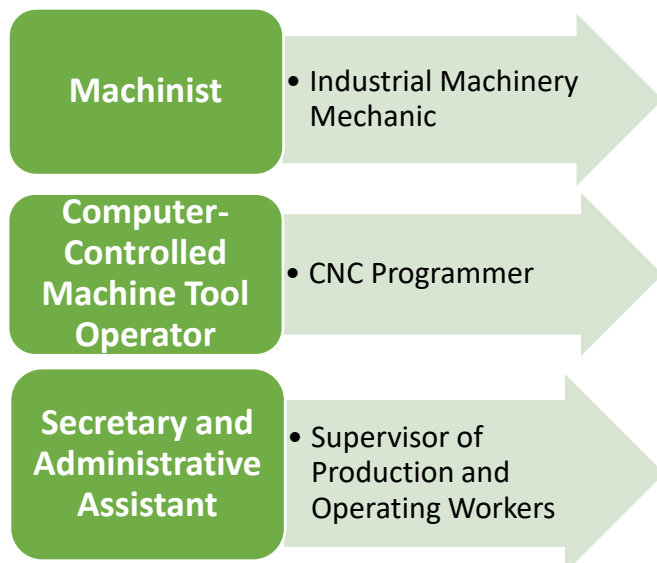 Machinist
• Industrial Machinery
Mechanic
Computer-
Controlled
Machine Tool
Operator
• CNC Programmer
Secretary and
Administrative
Assistant
• Supervisor of
Production and
Operating Workers